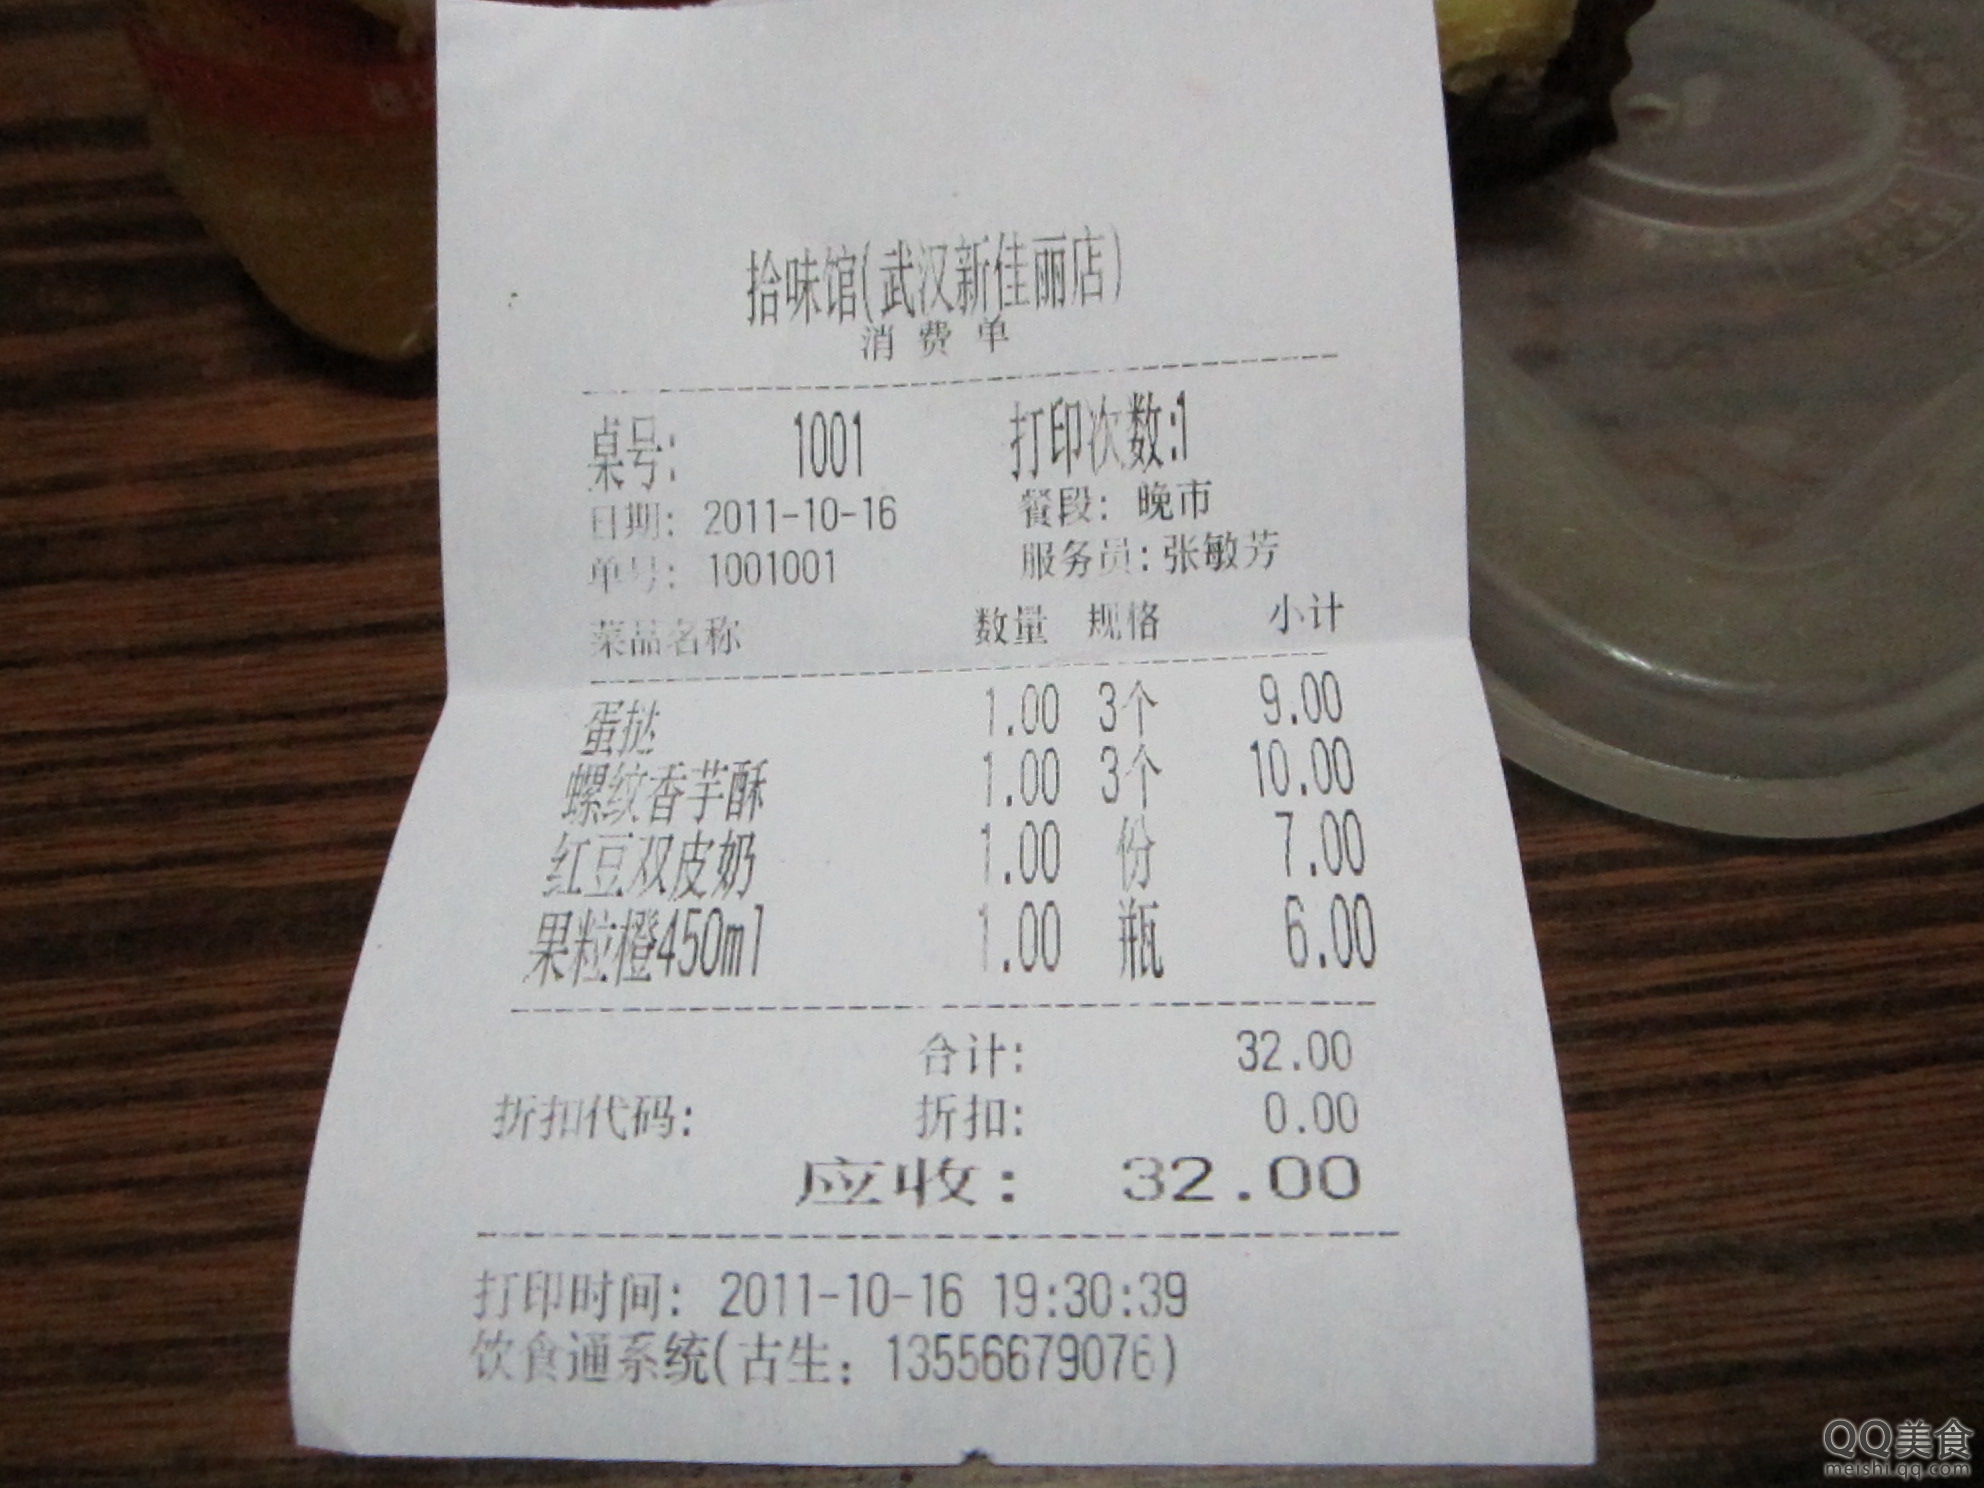 拾味馆(武汉新佳丽店)
消费单
桌号: 1001 打印次数:1
日期: 2011-10-16 餐段: 晚市
单号: 1001001 服务员: 张敏芳
菜品名称 数量 规格 小计
蛋挞 1.00 3个 9.00
螺纹香芋酥 1.00 3个 10.00
红豆双皮奶 1.00 份 7.00
果粒橙450ml 1.00 瓶 6.00
合计: 32.00
折扣代码: 折扣: 0.00
应收: 32.00
打印时间: 2011-10-16 19:30:39
饮食通系统(古生: 13556679076)
QQ美食
meishi.qq.com